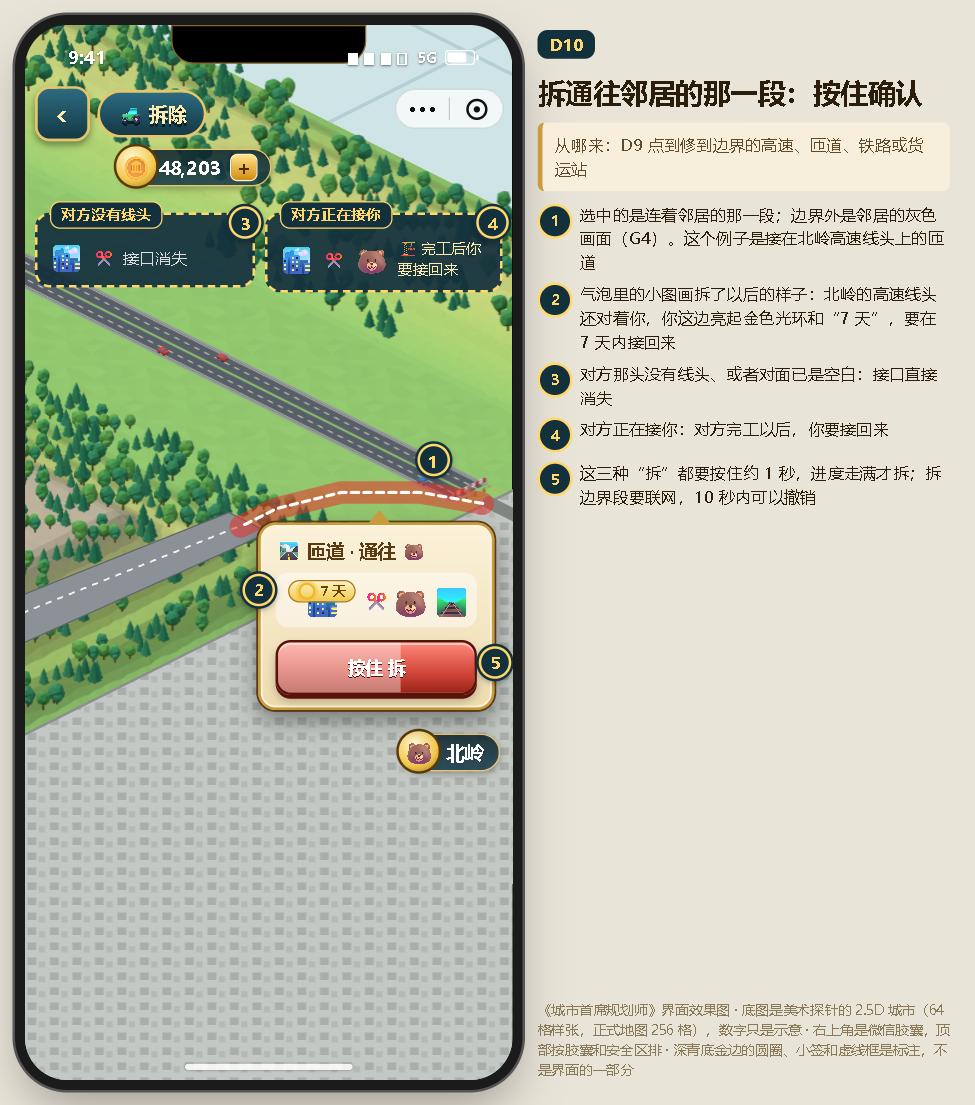 9:41
5G
拆除
48,203 +
对方没有线头
3
接口消失
对方正在接你
4
完工后你
要接回来
1
匝道 · 通往
2
7 天
按住 拆
5
北岭
D10
拆通往邻居的那一段：按住确认
从哪来：D9 点到修到边界的高速、匝道、铁路或货
运站
1
选中的是连着邻居的那一段；边界外是邻居的灰色
画面（G4）。这个例子是接在北岭高速线头上的匝
道
2
气泡里的小图画拆了以后的样子：北岭的高速线头
还对着你，你这边亮起金色光环和“7 天”，要在
7 天内接回来
3
对方那头没有线头、或者对面已是空白：接口直接
消失
4
对方正在接你：对方完工以后，你要接回来
5
这三种“拆”都要按住约 1 秒，进度走满才拆；拆
边界段要联网，10 秒内可以撤销
《城市首席规划师》界面效果图 · 底图是美术探针的 2.5D 城市（64
格样张，正式地图 256 格），数字只是示意 · 右上角是微信胶囊，顶
部按胶囊和安全区排 · 深青底金边的圆圈、小签和虚线框是标注，不
是界面的一部分